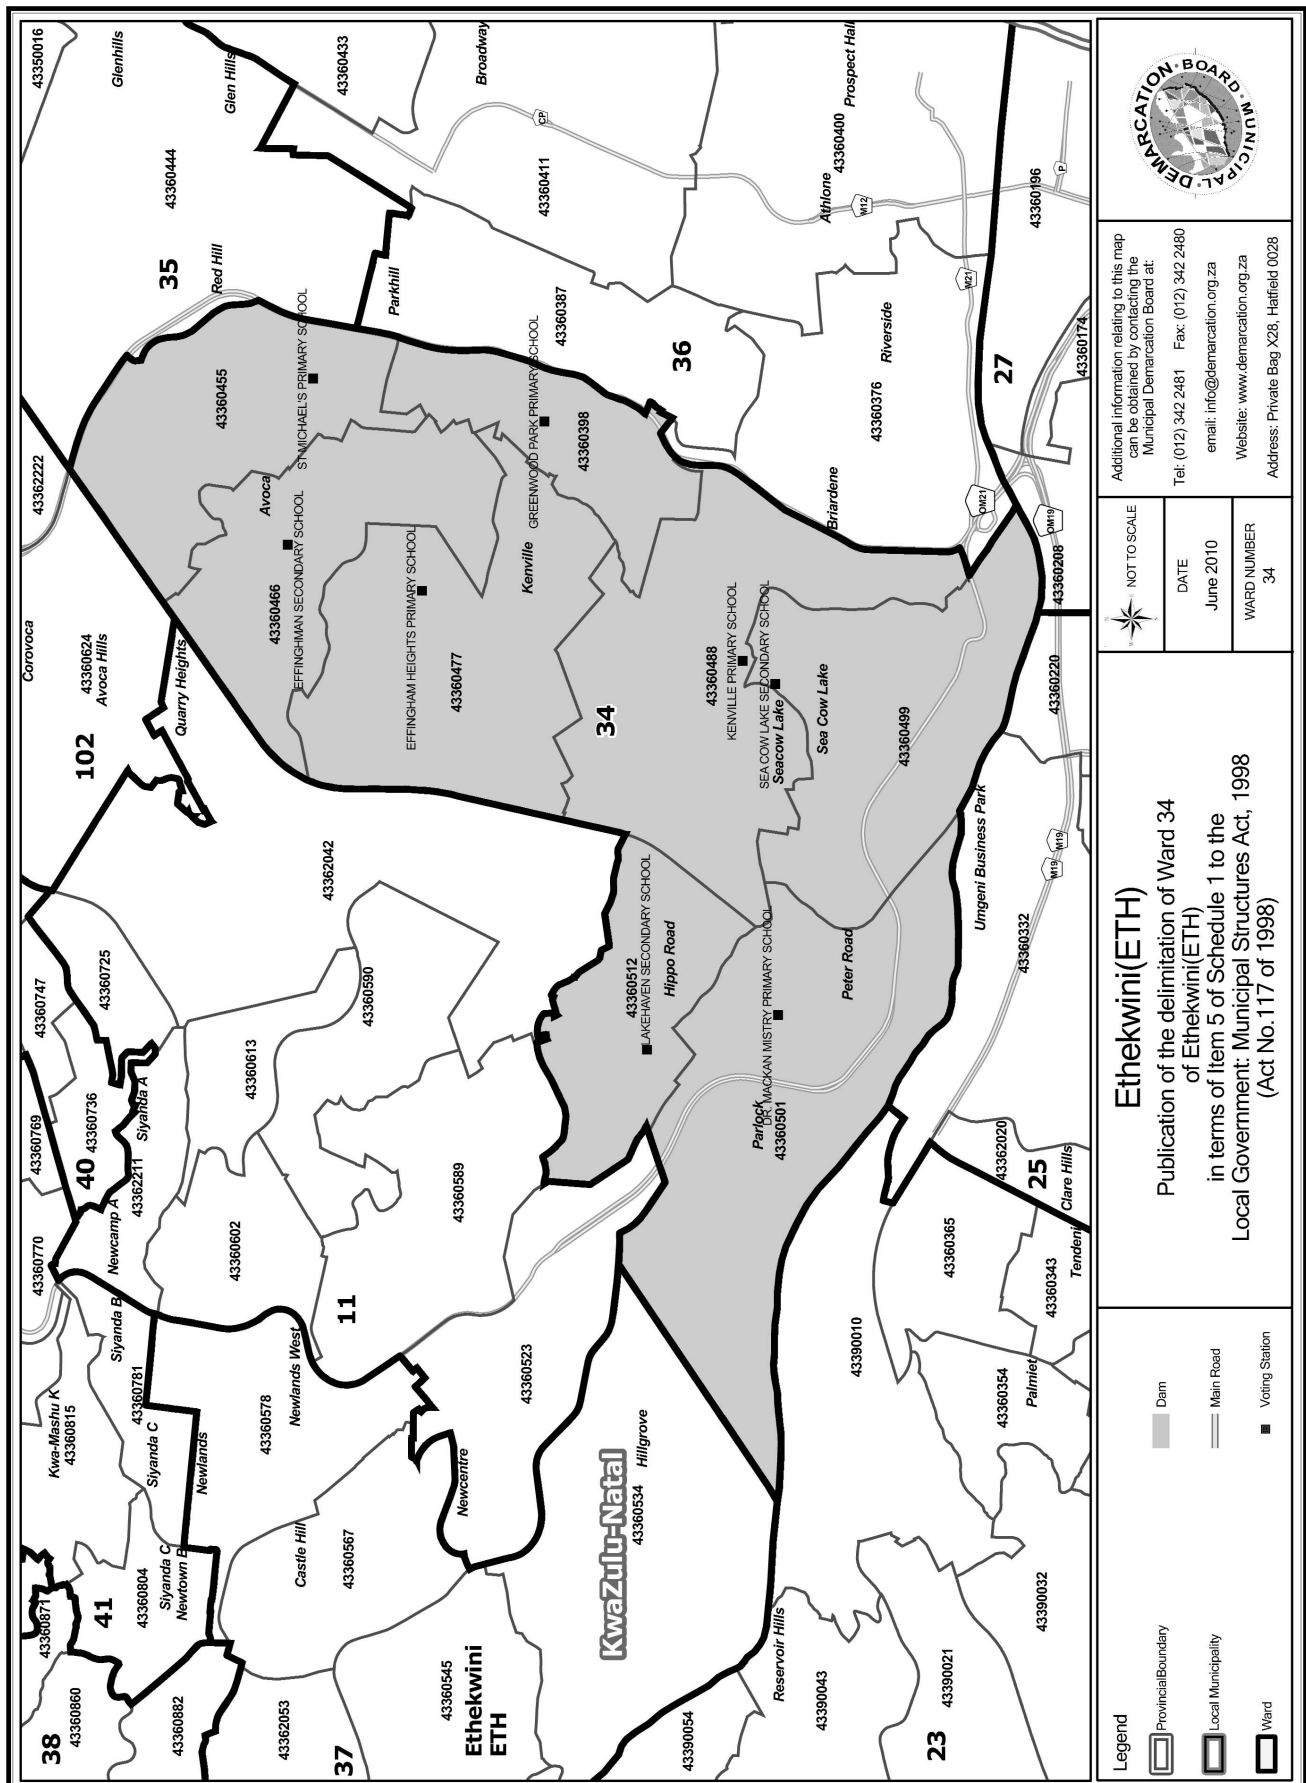 43350016
Glenhills
Glen Hills
43360433
Broadway
Prospect Hall
43360444
43360411
43360400
Athlone
M12
CP
P
43360196
35
Red Hill
Parkhill
43360387
36
Riverside
43360376
M21
27
43360174
43362222
43360455
ST MICHAEL'S PRIMARY SCHOOL
GREENWOOD PARK PRIMARY SCHOOL
43360398
Avoca
EFFINGHMAN SECONDARY SCHOOL
43360466
EFFINGHAM HEIGHTS PRIMARY SCHOOL
Kenville
Briardene
OM21
OM19
43360208
Corovoca
43360624
Avoca Hills
Quarry Heights
102
43360477
34
43360488
KENVILLE PRIMARY SCHOOL
SEA COW LAKE SECONDARY SCHOOL
Seacow Lake
Sea Cow Lake
43360499
43360220
Umgeni Business Park
M19
M19
43362042
43360332
43360747
43360725
43360590
43360512
LAKEHAVEN SECONDARY SCHOOL
Hippo Road
DR. MACKAN MISTRY PRIMARY SCHOOL
Peter Road
43360769
40
43360736
Siyanda A
43360613
Parlock
43360501
43362020
25
Clare Hills
43360770
43362211
Newcamp A
43360602
43360589
43360365
43360343
Tendeni
Siyanda B
11
Newlands West
43360523
43390010
43360354
Palmiet
Kwa-Mashu K
43360815
43360781
Siyanda C
Newlands
43360578
Newcentre
KwaZulu-Natal
Hillgrove
43360534
Castle Hill
43360567
43360871
41
43360804
Siyanda C
Newtown B
43390032
38
43360860
43360882
43362053
37
43360545
Ethekwini
ETH
Reservoir Hills
43390054
43390043
43390021
23
Legend
ProvincialBoundary
Local Municipality
Ward
Dam
Main Road
Voting Station
Ethekwini(ETH)
Publication of the delimitation of Ward 34
of Ethekwini(ETH)
in terms of Item 5 of Schedule 1 to the
Local Government: Municipal Structures Act, 1998
(Act No.117 of 1998)
NOT TO SCALE
DATE
June 2010
WARD NUMBER
34
Additional information relating to this map
can be obtained by contacting the
Municipal Demarcation Board at:
Tel: (012) 342 2481 Fax: (012) 342 2480
email: info@demarcation.org.za
Website: www.demarcation.org.za
Address: Private Bag X28, Hatfield 0028
MUNICIPAL DEMARCATION BOARD